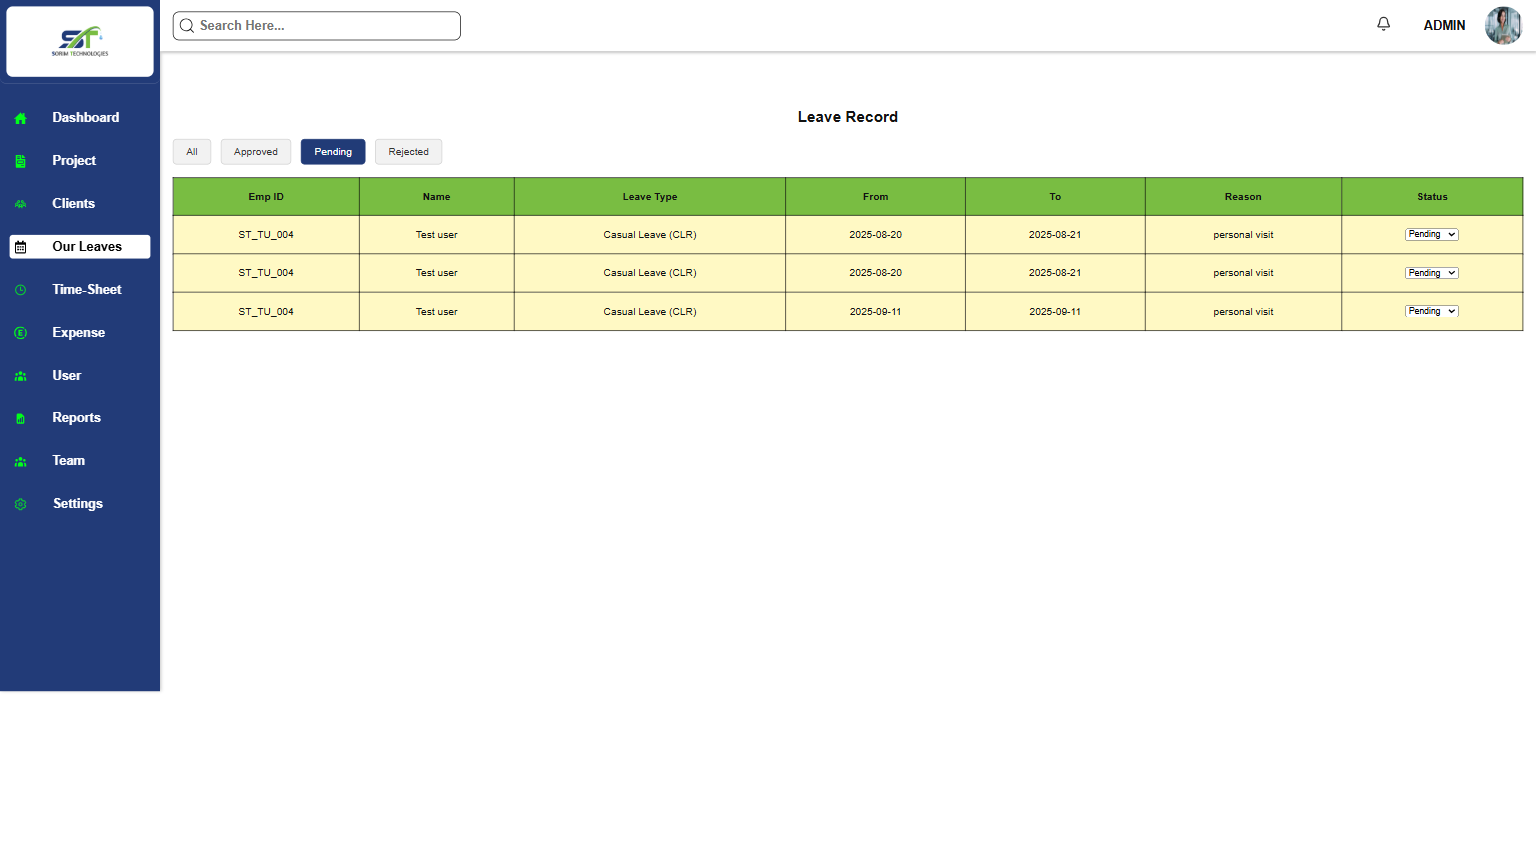 SORIM TECHNOLOGIES
Search Here...
ADMIN
Dashboard
Project
Clients
Our Leaves
Time-Sheet
Expense
User
Reports
Team
Settings
Leave Record
All Approved Pending Rejected
Emp ID Name Leave Type From To Reason Status
ST_TU_004 Test user Casual Leave (CLR) 2025-08-20 2025-08-21 personal visit Pending
ST_TU_004 Test user Casual Leave (CLR) 2025-08-20 2025-08-21 personal visit Pending
ST_TU_004 Test user Casual Leave (CLR) 2025-09-11 2025-09-11 personal visit Pending